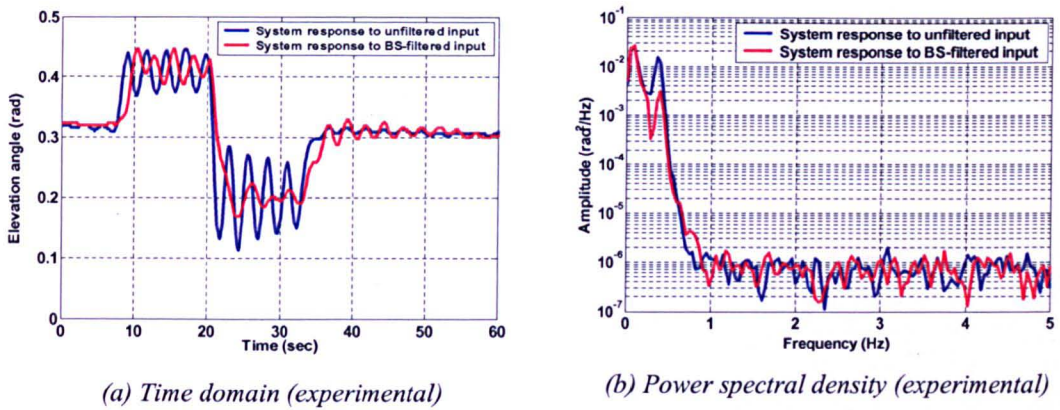 System response to unfiltered input
System response to BS-filtered input
0.5
0.4
0.3
0.2
0.1
0
0 10 20 30 40 50 60
Elevation angle (rad)
Time (sec)
(a) Time domain (experimental)
System response to unfiltered input
System response to BS-filtered input
10^-1
10^-2
10^-3
10^-4
10^-5
10^-6
10^-7
0 1 2 3 4 5
Amplitude (rad²/Hz)
Frequency (Hz)
(b) Power spectral density (experimental)